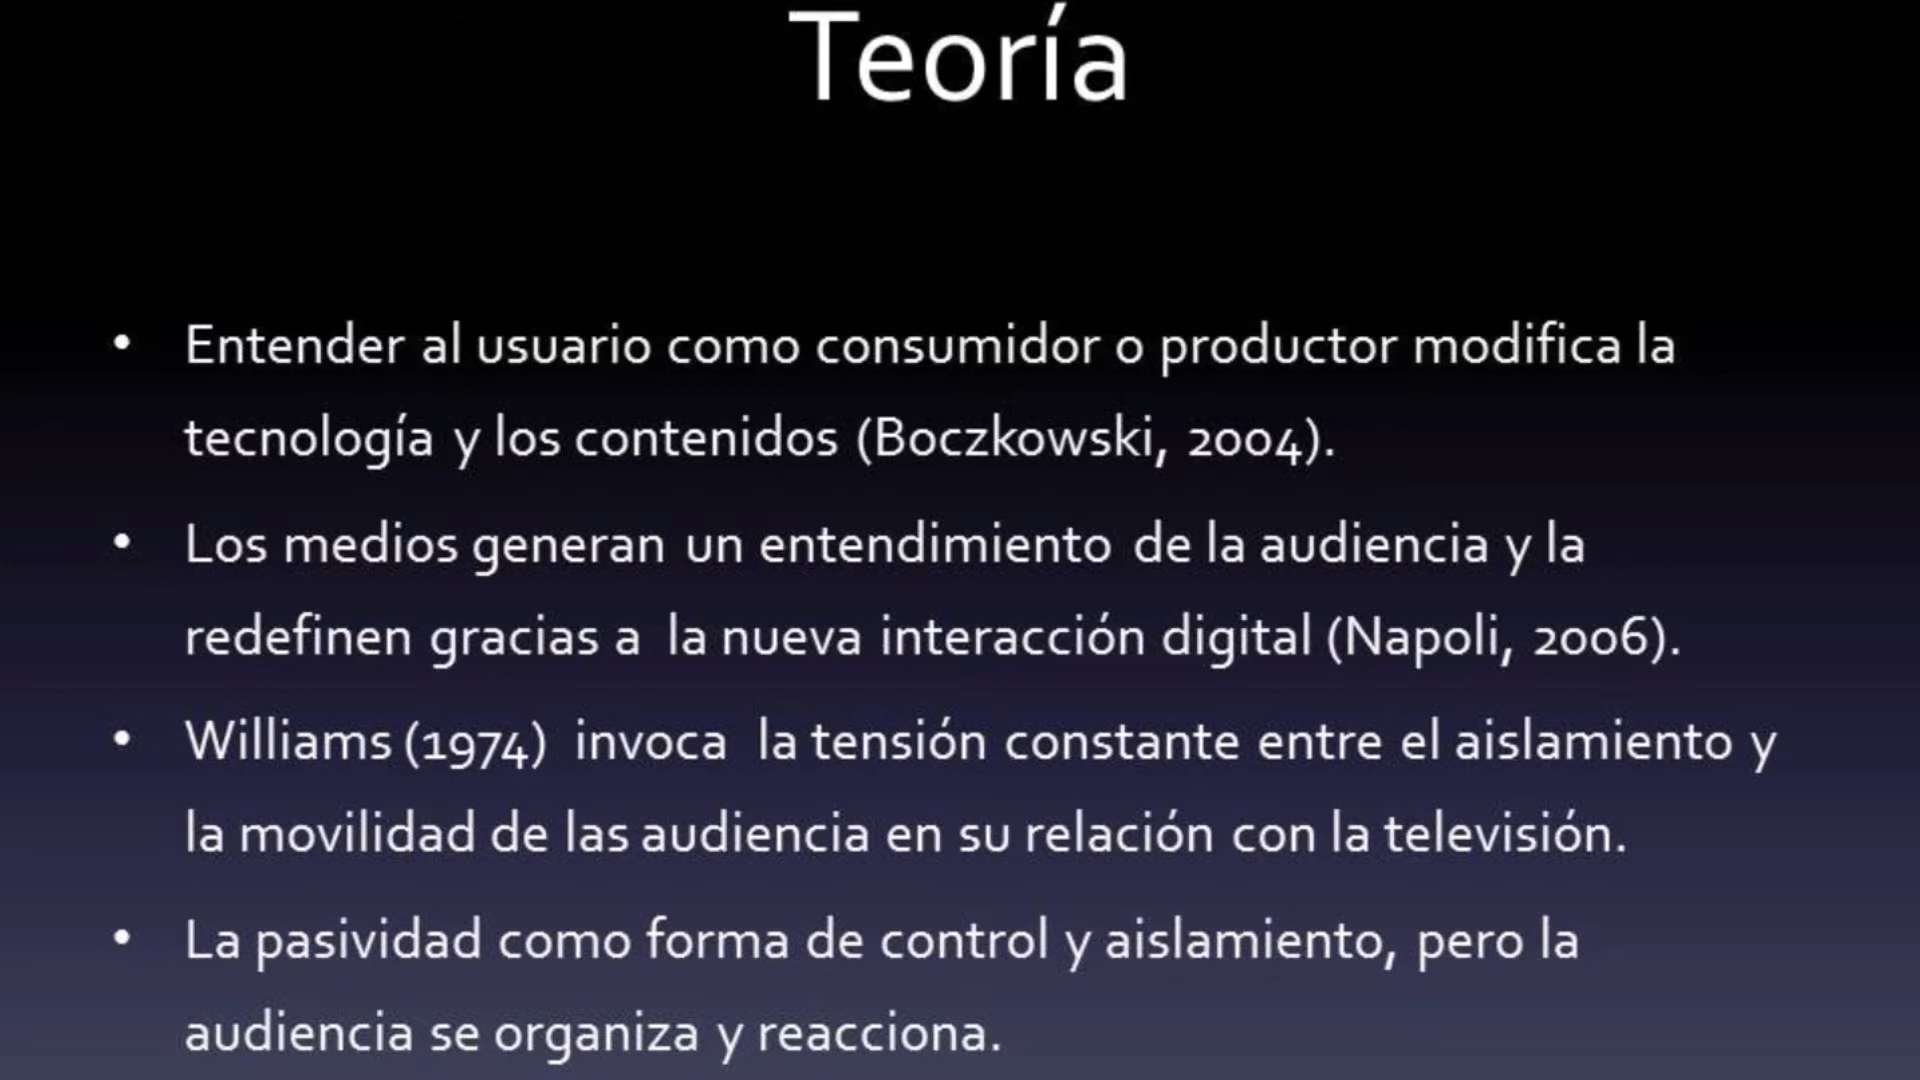 Teoría
• Entender al usuario como consumidor o productor modifica la
tecnología y los contenidos (Boczkowski, 2004).
• Los medios generan un entendimiento de la audiencia y la
redefinen gracias a la nueva interacción digital (Napoli, 2006).
• Williams (1974) invoca la tensión constante entre el aislamiento y
la movilidad de las audiencia en su relación con la televisión.
• La pasividad como forma de control y aislamiento, pero la
audiencia se organiza y reacciona.